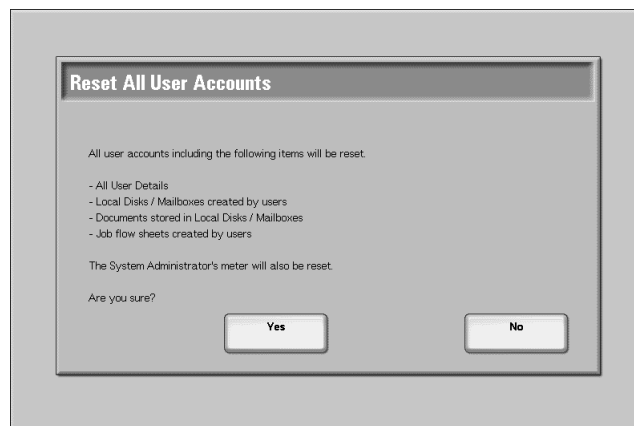 Reset All User Accounts
All user accounts including the following items will be reset.
- All User Details
- Local Disks / Mailboxes created by users
- Documents stored in Local Disks / Mailboxes
- Job flow sheets created by users
The System Administrator's meter will also be reset.
Are you sure?
Yes
No